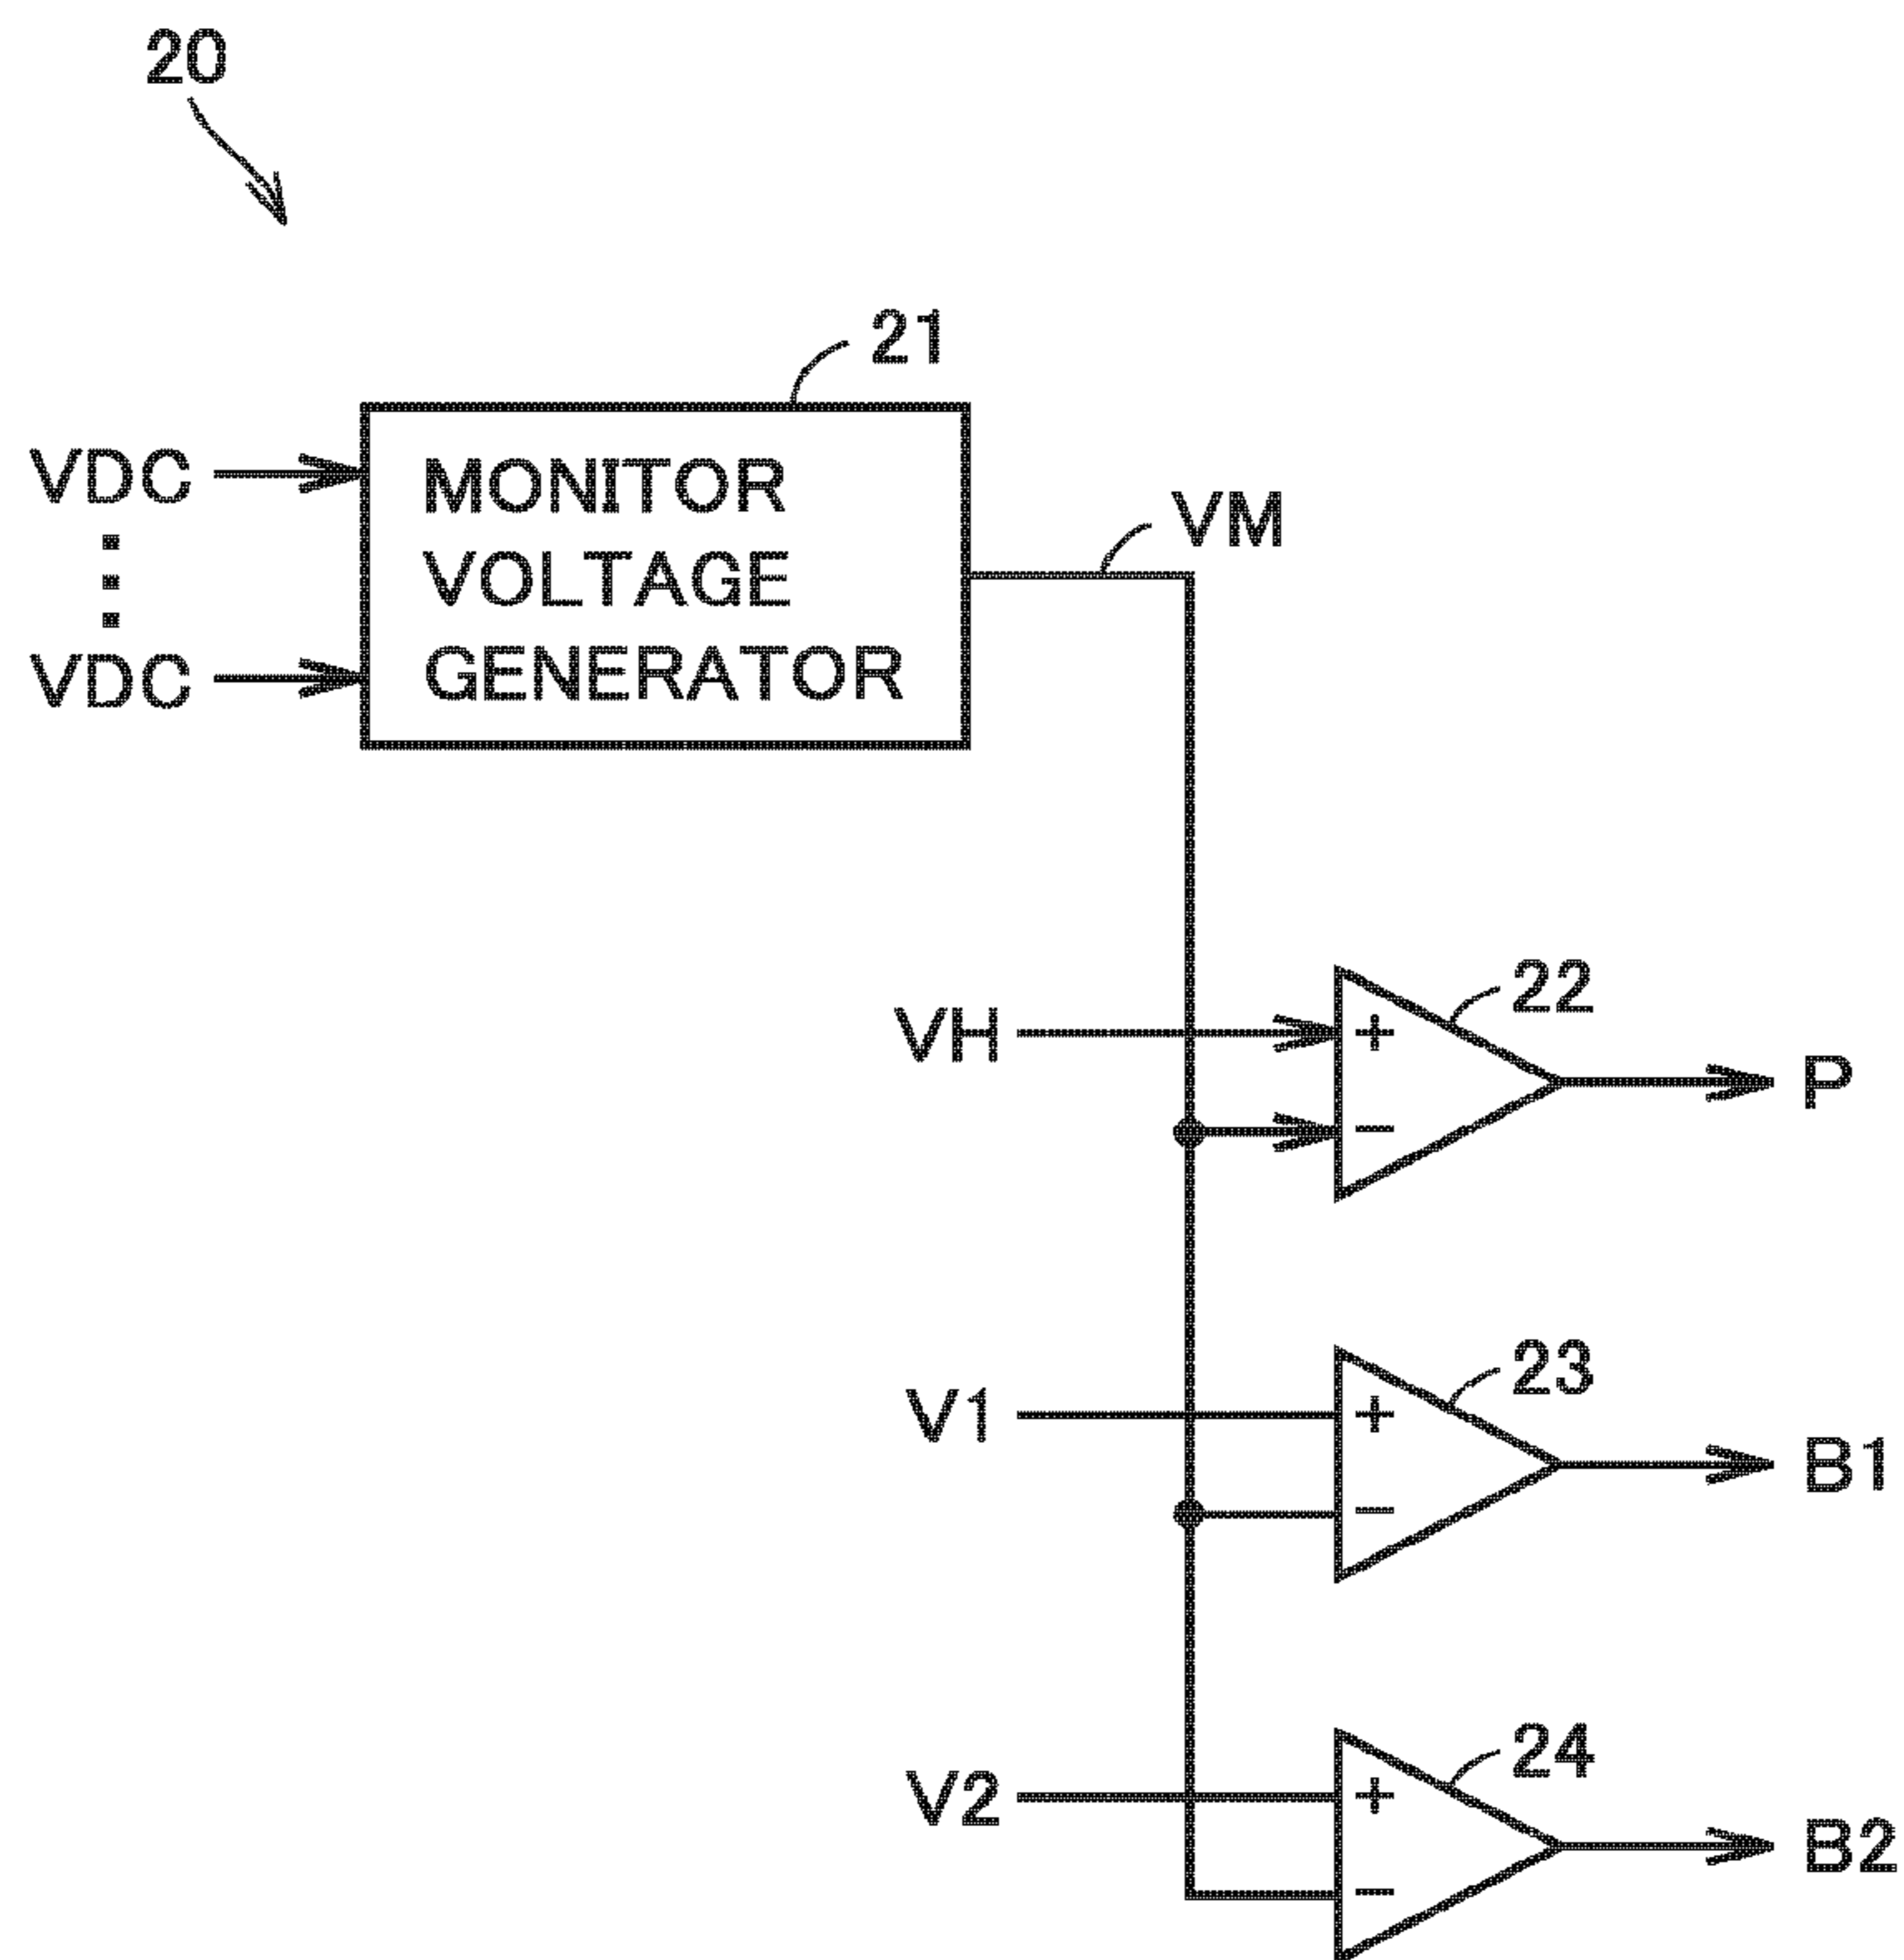 20
21
VDC
VDC
MONITOR
VOLTAGE
GENERATOR
VM
VH
+
−
22
P
V1
+
−
23
B1
V2
+
−
24
B2